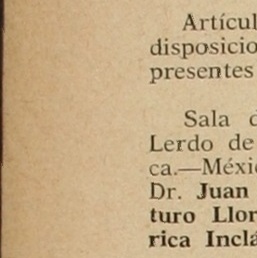 Artícul
disposicio
presentes
Sala d
Lerdo de
ca.—Méxic
Dr. Juan
turo Llor
rica Inclá